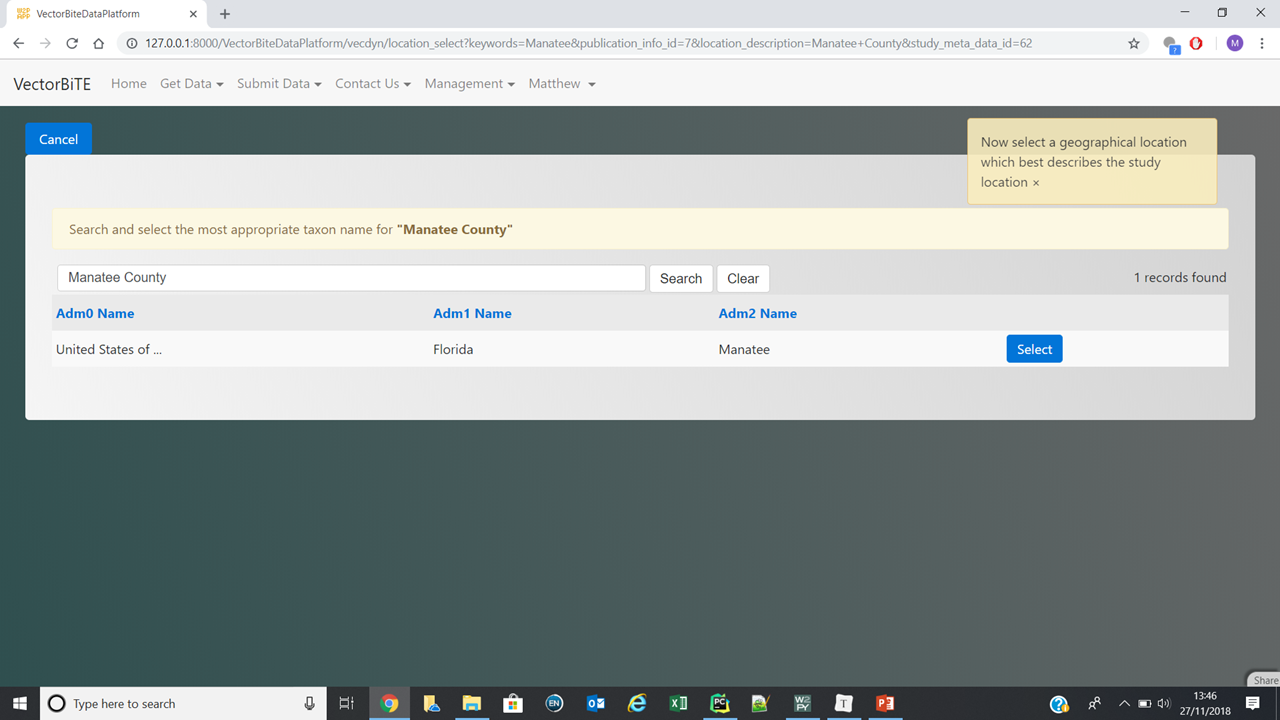 VectorBiteDataPlatform
127.0.0.1:8000/VectorBiteDataPlatform/vecdyn/location_select?keywords=Manatee&publication_info_id=7&location_description=Manatee+County&study_meta_data_id=62
M
VectorBiTE Home Get Data Submit Data Contact Us Management Matthew
Cancel
Now select a geographical location
which best describes the study
location ×
Search and select the most appropriate taxon name for "Manatee County"
Manatee County Search Clear 1 records found
Adm0 Name Adm1 Name Adm2 Name
United States of ... Florida Manatee Select
Share
Type here to search
EN
PC
W2
PY
T
13:46
27/11/2018